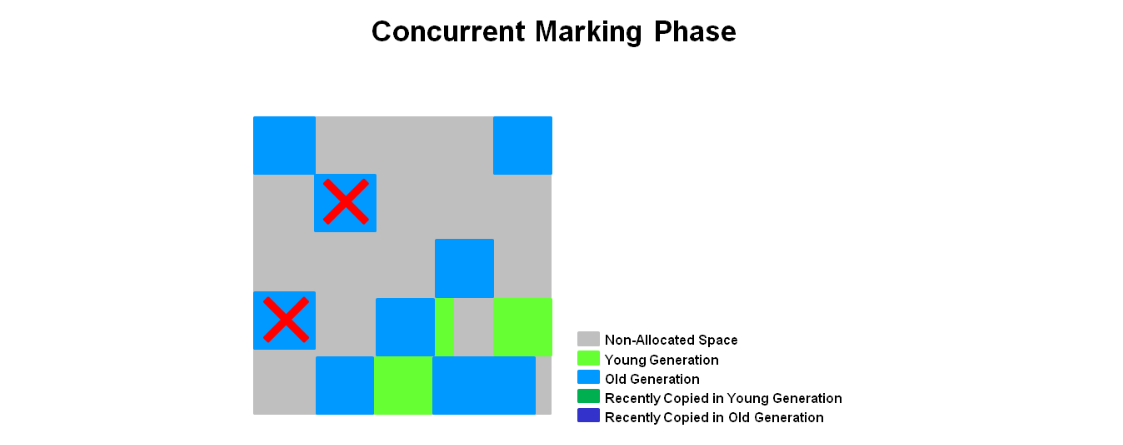 Concurrent Marking Phase
Non-Allocated Space
Young Generation
Old Generation
Recently Copied in Young Generation
Recently Copied in Old Generation